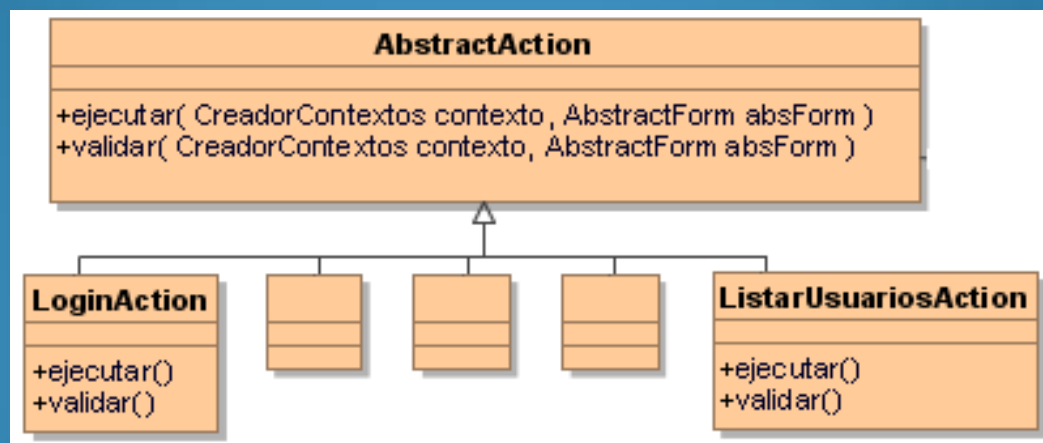 AbstractAction
+ejecutar( CreadorContextos contexto, AbstractForm absForm )
+validar( CreadorContextos contexto, AbstractForm absForm )
LoginAction
+ejecutar()
+validar()
ListarUsuariosAction
+ejecutar()
+validar()